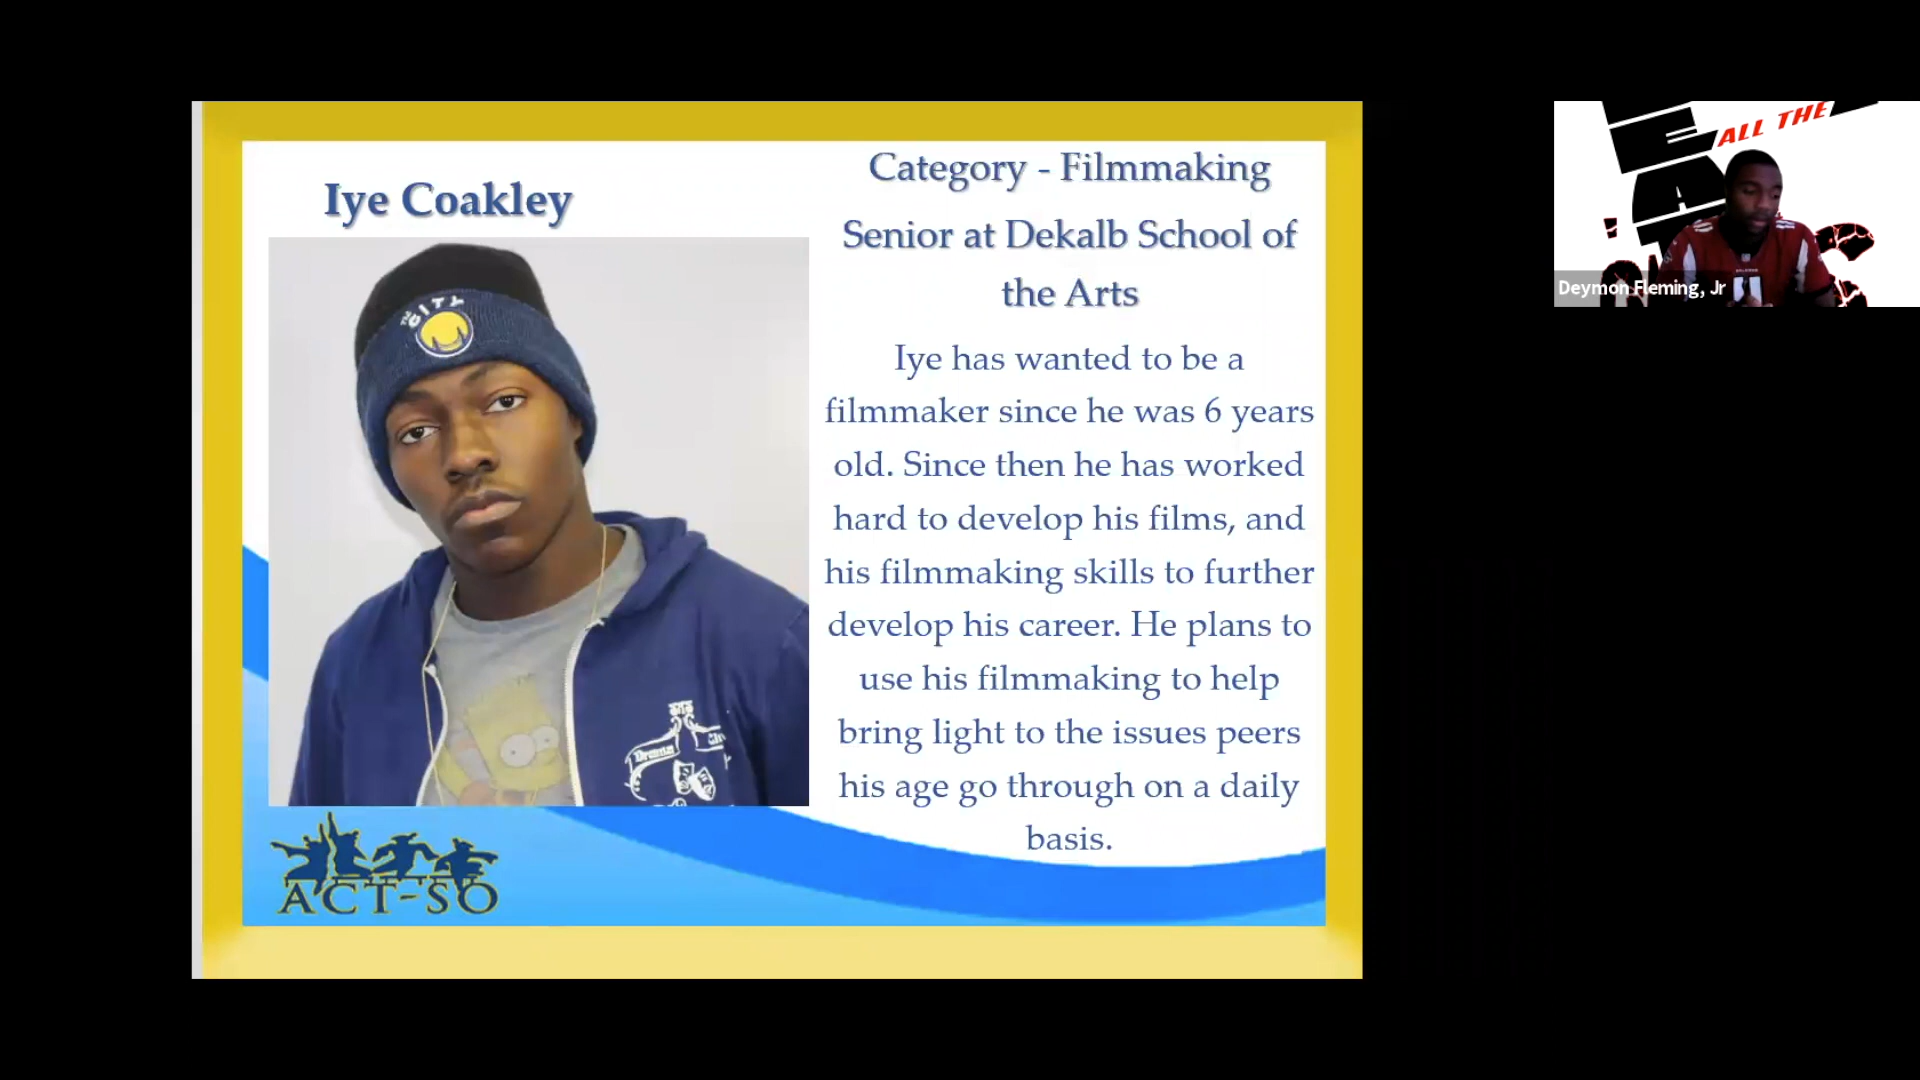 Iye Coakley
Category - Filmmaking
Senior at Dekalb School of
the Arts
Iye has wanted to be a
filmmaker since he was 6 years
old. Since then he has worked
hard to develop his films, and
his filmmaking skills to further
develop his career. He plans to
use his filmmaking to help
bring light to the issues peers
his age go through on a daily
basis.
THE CITY
Drama
ACT-SO
ALL THE
Deymon Fleming, Jr